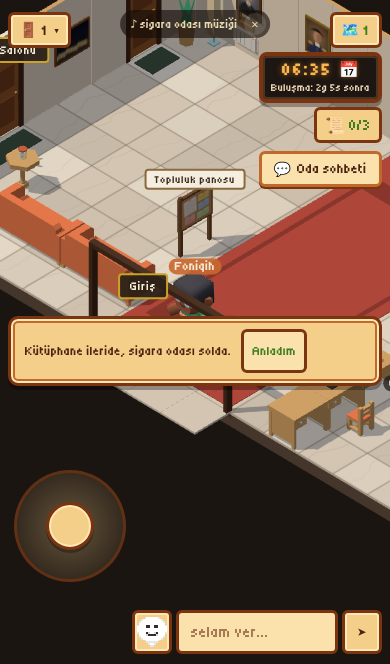 1 ▾
♪ sigara odası müziği ×
1
Salonu
06:35
Buluşma: 2g 5s sonra
0/3
Oda sohbeti
Topluluk panosu
Foniqih
Giriş
Kütüphane ileride, sigara odası solda.
Anladım
selam ver...